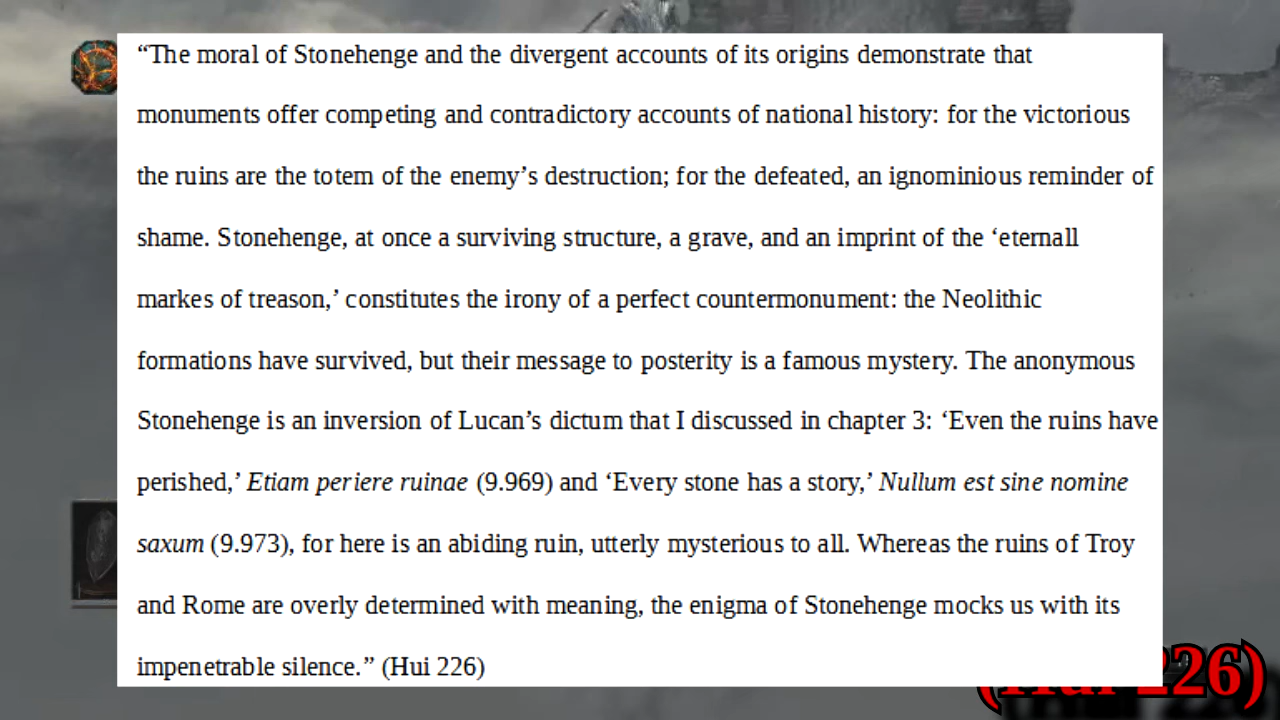 “The moral of Stonehenge and the divergent accounts of its origins demonstrate that
monuments offer competing and contradictory accounts of national history: for the victorious
the ruins are the totem of the enemy’s destruction; for the defeated, an ignominious reminder of
shame. Stonehenge, at once a surviving structure, a grave, and an imprint of the ‘eternall
markes of treason,’ constitutes the irony of a perfect countermonument: the Neolithic
formations have survived, but their message to posterity is a famous mystery. The anonymous
Stonehenge is an inversion of Lucan’s dictum that I discussed in chapter 3: ‘Even the ruins have
perished,’ Etiam periere ruinae (9.969) and ‘Every stone has a story,’ Nullum est sine nomine
saxum (9.973), for here is an abiding ruin, utterly mysterious to all. Whereas the ruins of Troy
and Rome are overly determined with meaning, the enigma of Stonehenge mocks us with its
impenetrable silence.” (Hui 226)
(Hui 226)